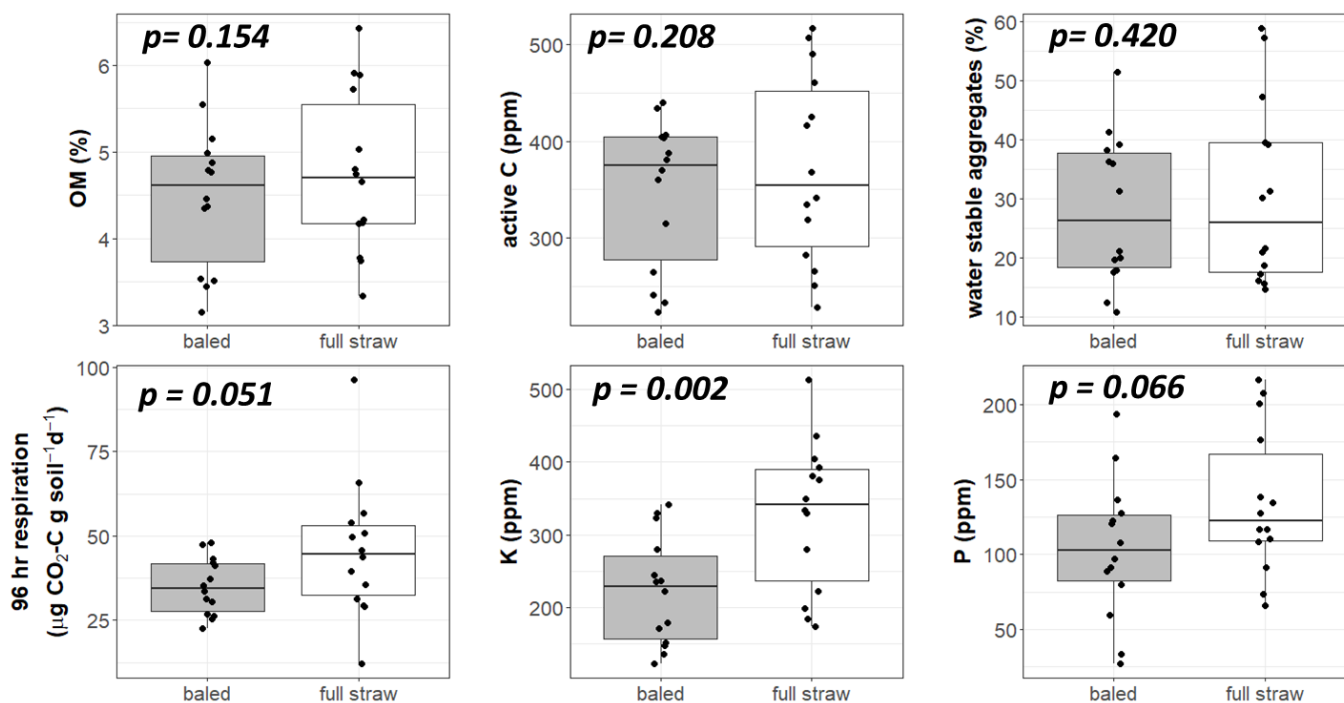 p= 0.154
OM (%)
6
5
4
3
baled
full straw
p= 0.208
active C (ppm)
500
400
300
baled
full straw
p= 0.420
water stable aggregates (%)
60
50
40
30
20
10
baled
full straw
p = 0.051
96 hr respiration
(µg CO₂-C g soil⁻¹d⁻¹)
100
75
50
25
baled
full straw
p = 0.002
K (ppm)
500
400
300
200
baled
full straw
p = 0.066
P (ppm)
200
150
100
50
baled
full straw